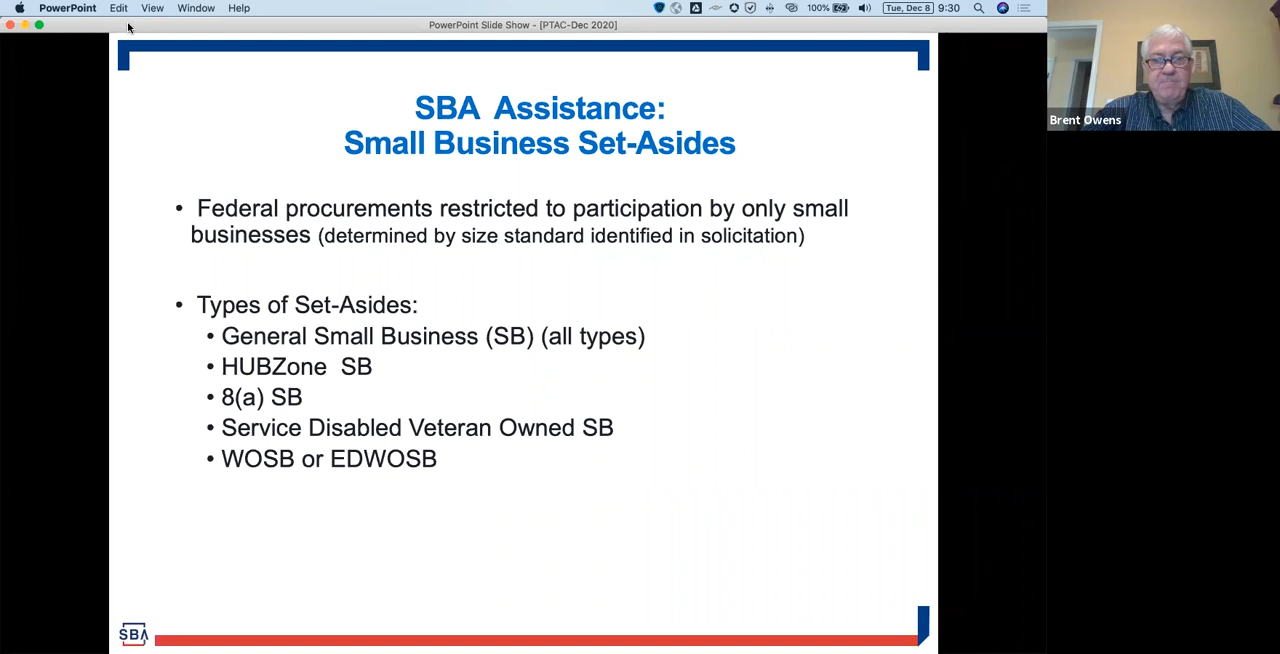 PowerPoint Edit View Window Help 100% Tue, Dec 8 9:30
PowerPoint Slide Show - [PTAC-Dec 2020]
SBA Assistance:
Small Business Set-Asides
• Federal procurements restricted to participation by only small
businesses (determined by size standard identified in solicitation)
• Types of Set-Asides:
• General Small Business (SB) (all types)
• HUBZone SB
• 8(a) SB
• Service Disabled Veteran Owned SB
• WOSB or EDWOSB
SBA
Brent Owens